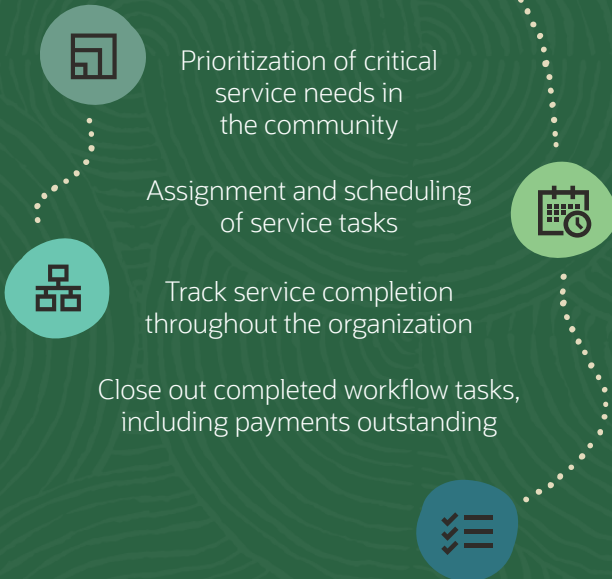 Prioritization of critical
service needs in
the community
Assignment and scheduling
of service tasks
Track service completion
throughout the organization
Close out completed workflow tasks,
including payments outstanding